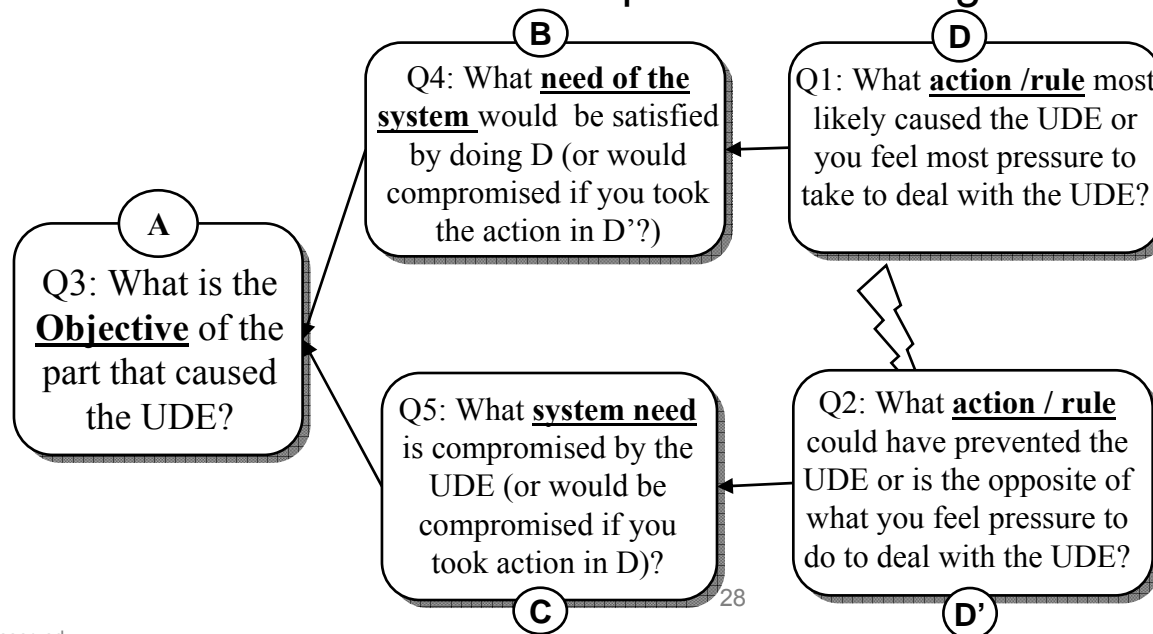 B
Q4: What need of the
system would be satisfied
by doing D (or would
compromised if you took
the action in D’?)
D
Q1: What action /rule most
likely caused the UDE or
you feel most pressure to
take to deal with the UDE?
A
Q3: What is the
Objective of the
part that caused
the UDE?
Q5: What system need
is compromised by the
UDE (or would be
compromised if you
took action in D)?
C
Q2: What action / rule
could have prevented the
UDE or is the opposite of
what you feel pressure to
do to deal with the UDE?
D’
28